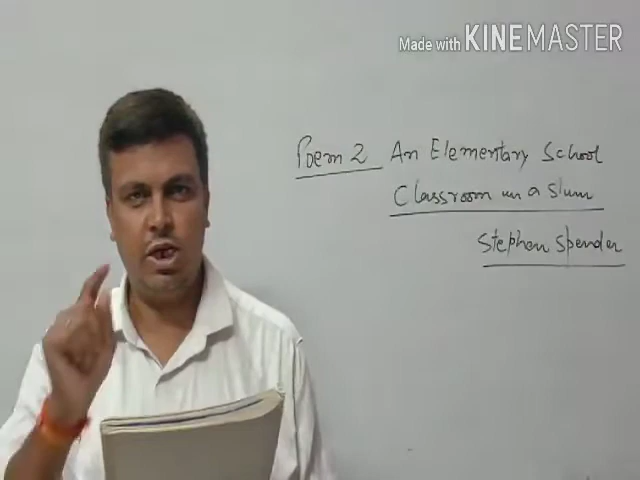 Made with KINEMASTER
Poem 2 An Elementary School
Classroom in a Slum
Stephen Spender